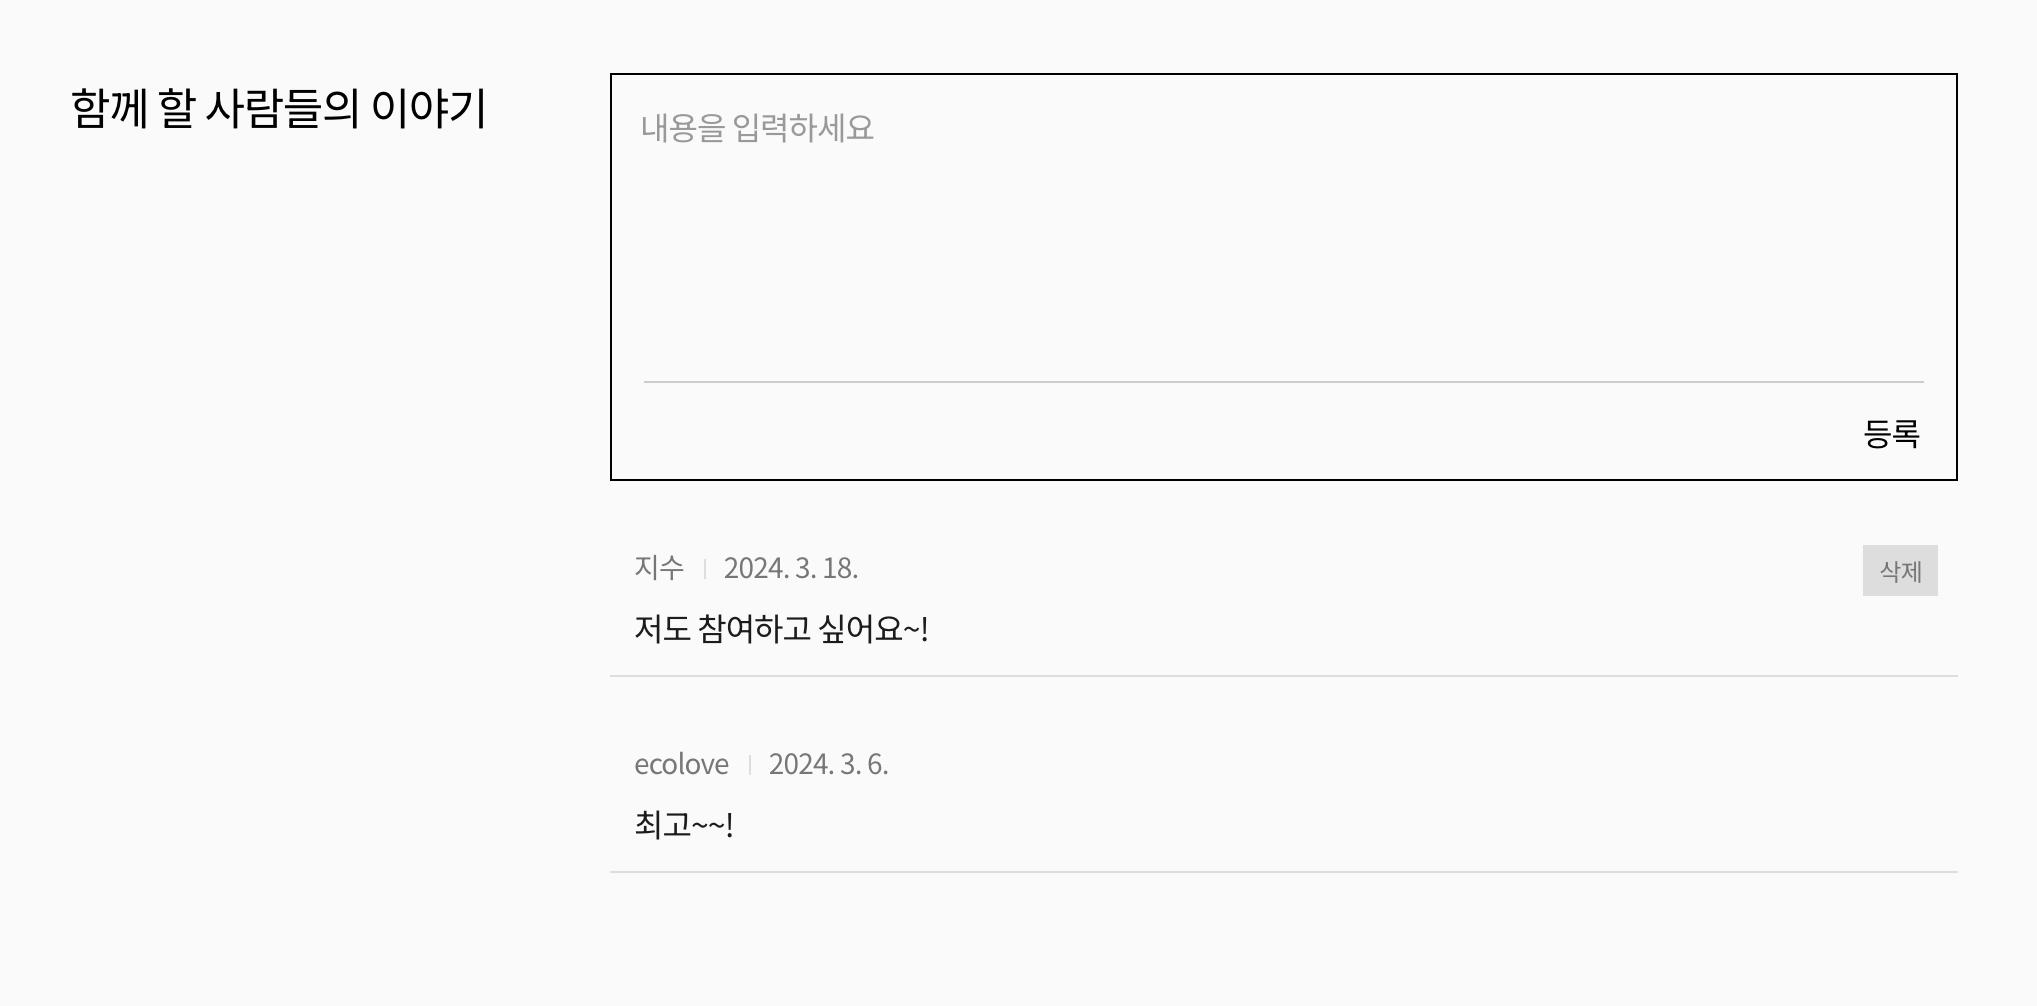 함께 할 사람들의 이야기
내용을 입력하세요
등록
지수 | 2024. 3. 18.
삭제
저도 참여하고 싶어요~!
ecolove | 2024. 3. 6.
최고~~!